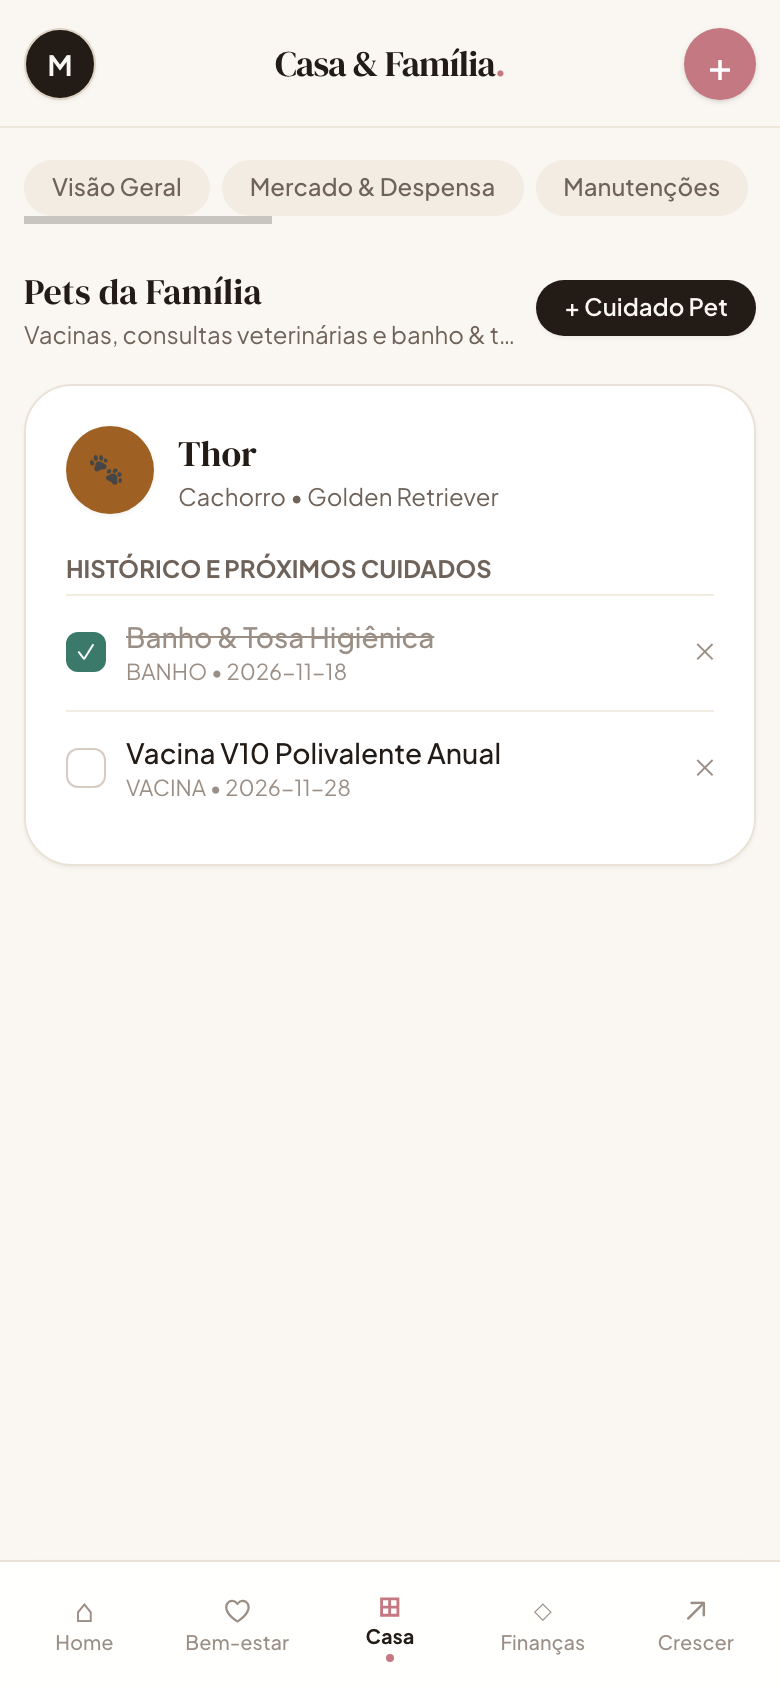 M
Casa & Família.
+
Visão Geral
Mercado & Despensa
Manutenções
Pets da Família
Vacinas, consultas veterinárias e banho & t...
+ Cuidado Pet
Thor
Cachorro • Golden Retriever
HISTÓRICO E PRÓXIMOS CUIDADOS
Banho & Tosa Higiênica
BANHO • 2026-11-18
Vacina V10 Polivalente Anual
VACINA • 2026-11-28
Home
Bem-estar
Casa
Finanças
Crescer